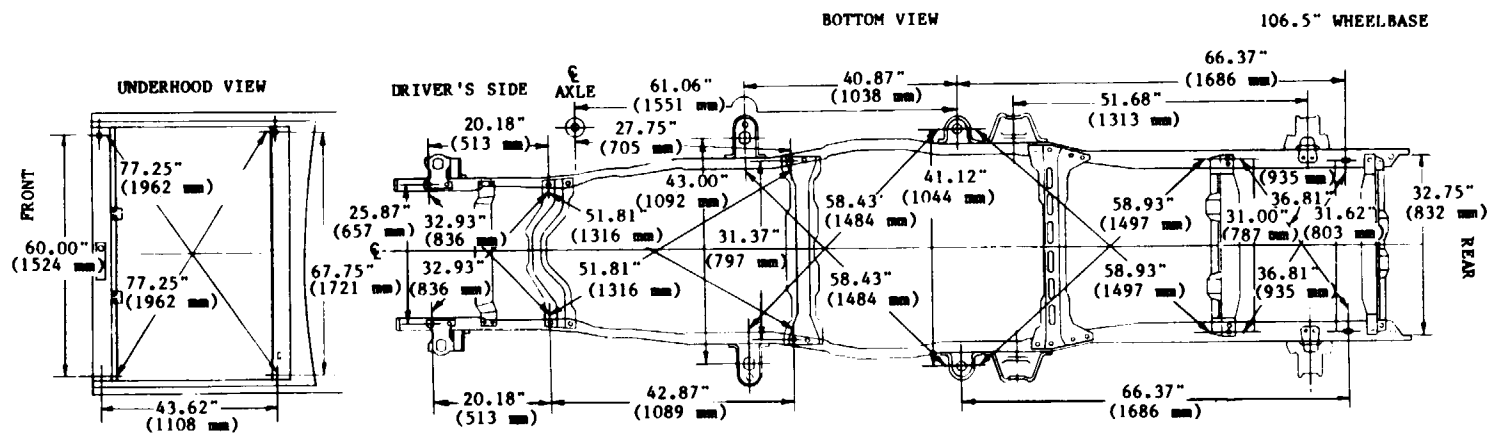 BOTTOM VIEW
106.5" WHEELBASE
UNDERHOOD VIEW
DRIVER'S SIDE
℄
AXLE
61.06"
(1551 mm)
40.87"
(1038 mm)
66.37"
(1686 mm)
51.68"
(1313 mm)
20.18"
(513 mm)
27.75"
(705 mm)
FRONT
77.25"
(1962 mm)
60.00"
(1524 mm)
77.25"
(1962 mm)
67.75"
(1721 mm)
43.62"
(1108 mm)
25.87"
(657 mm)
℄
32.93"
(836 mm)
32.93"
(836 mm)
51.81"
(1316 mm)
51.81"
(1316 mm)
43.00"
(1092 mm)
31.37"
(797 mm)
58.43"
(1484 mm)
58.43"
(1484 mm)
41.12"
(1044 mm)
58.93"
(1497 mm)
58.93"
(1497 mm)
(935 mm)
36.81"
31.00"
(787 mm)
31.62"
(803 mm)
36.81"
(935 mm)
32.75"
(832 mm)
REAR
20.18"
(513 mm)
42.87"
(1089 mm)
66.37"
(1686 mm)